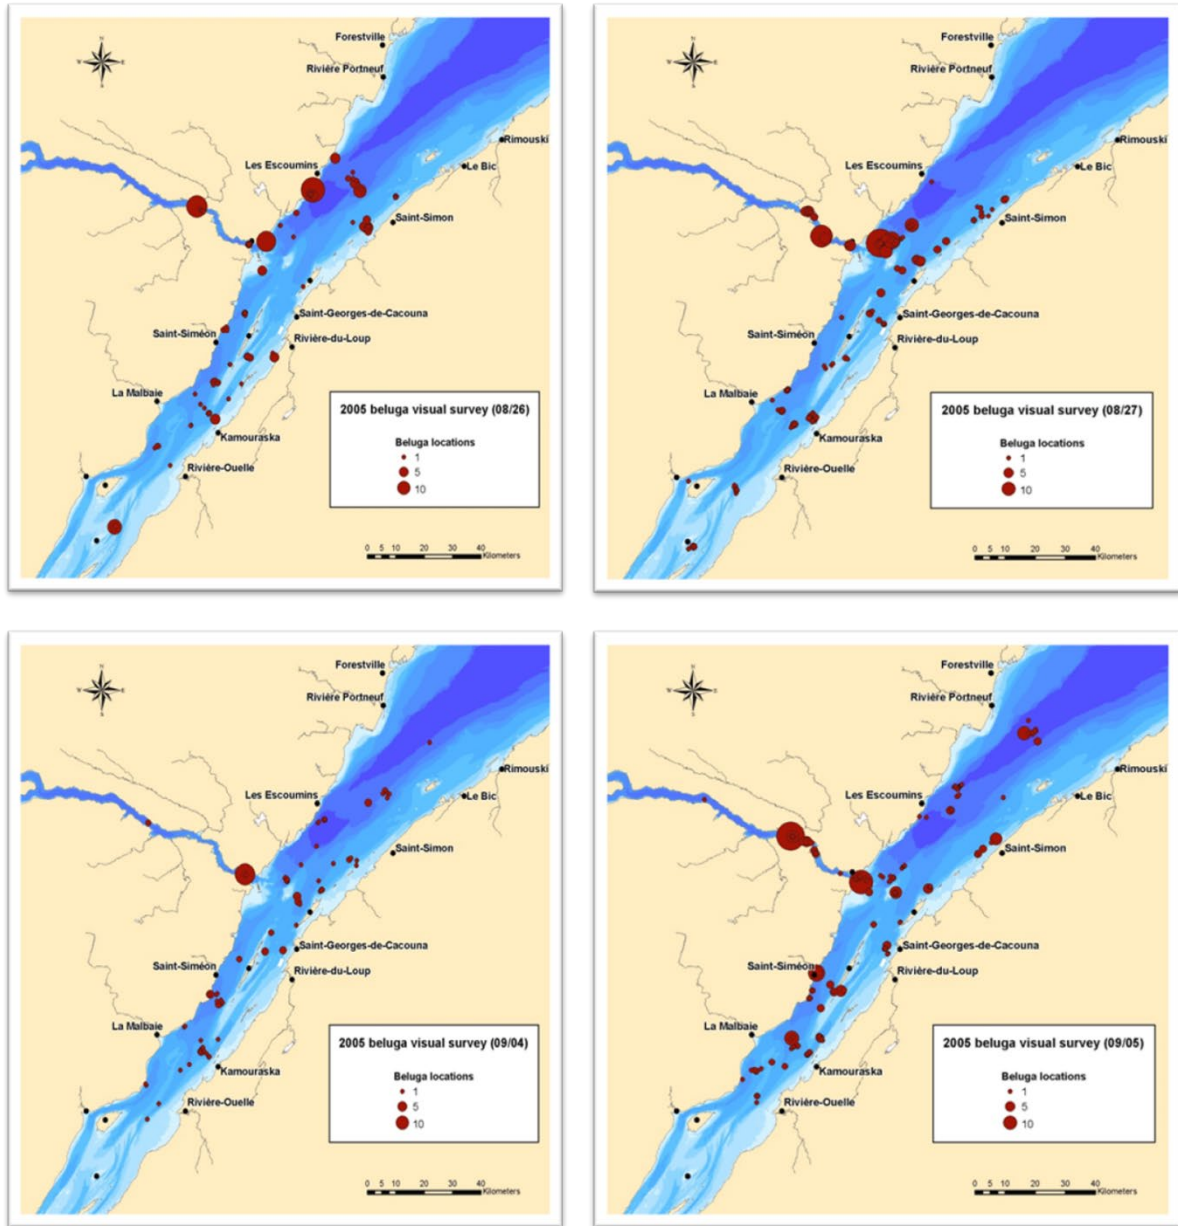 N
W
E
S
Forestville
Rivière Portneuf
Rimouski
Les Escoumins
Le Bic
Saint-Simon
Saint-Georges-de-Cacouna
Saint-Siméon
Rivière-du-Loup
La Malbaie
Kamouraska
Rivière-Ouelle
2005 beluga visual survey (08/26)
Beluga locations
1
5
10
0 5 10 20 30 40
Kilometers
N
W
E
S
Forestville
Rivière Portneuf
Rimouski
Les Escoumins
Le Bic
Saint-Simon
Saint-Georges-de-Cacouna
Saint-Siméon
Rivière-du-Loup
La Malbaie
Kamouraska
Rivière-Ouelle
2005 beluga visual survey (08/27)
Beluga locations
1
5
10
0 5 10 20 30 40
Kilometers
N
W
E
S
Forestville
Rivière Portneuf
Rimouski
Les Escoumins
Le Bic
Saint-Simon
Saint-Georges-de-Cacouna
Saint-Siméon
Rivière-du-Loup
La Malbaie
Kamouraska
Rivière-Ouelle
2005 beluga visual survey (09/04)
Beluga locations
1
5
10
0 5 10 20 30 40
Kilometers
N
W
E
S
Forestville
Rivière Portneuf
Rimouski
Les Escoumins
Le Bic
Saint-Simon
Saint-Georges-de-Cacouna
Saint-Siméon
Rivière-du-Loup
La Malbaie
Kamouraska
Rivière-Ouelle
2005 beluga visual survey (09/05)
Beluga locations
1
5
10
0 5 10 20 30 40
Kilometers